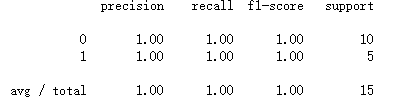 precision recall f1-score support
0 1.00 1.00 1.00 10
1 1.00 1.00 1.00 5
avg / total 1.00 1.00 1.00 15